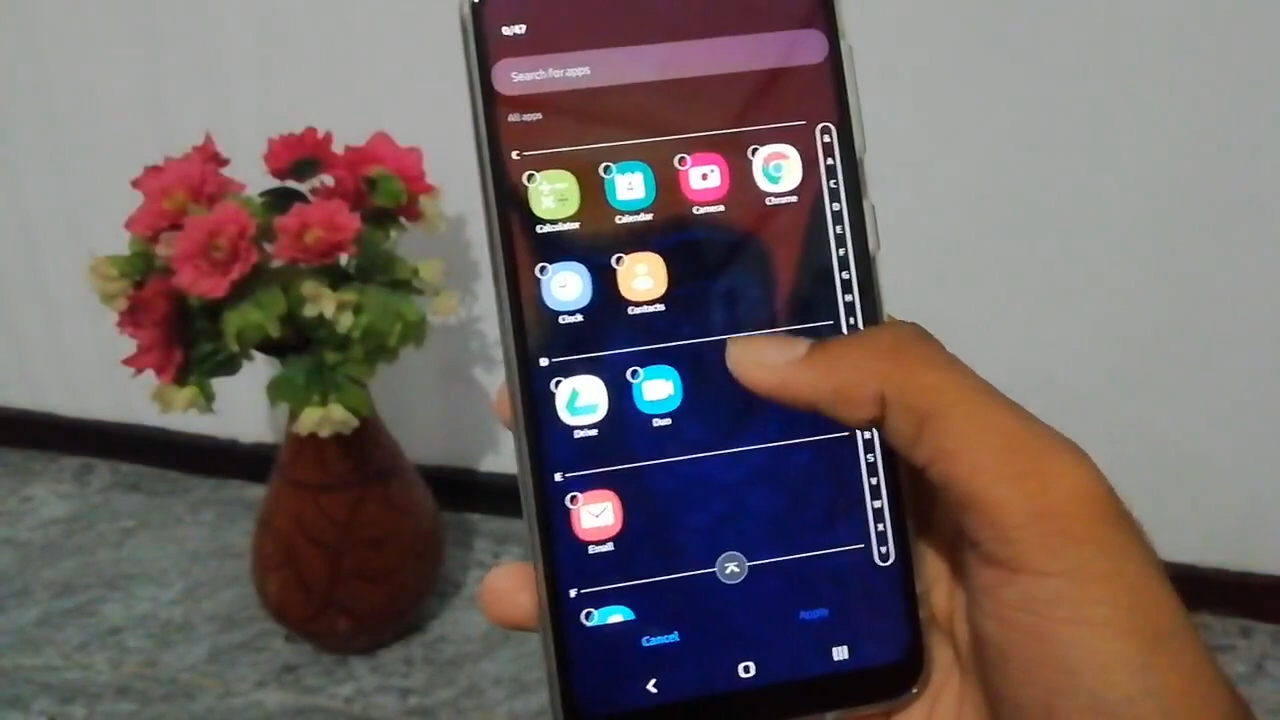 0/47
Search for apps
All apps
C
Calculator
Calendar
Camera
Chrome
Clock
Contacts
D
Drive
Duo
E
Email
F
Cancel
Apply
&
A
C
D
E
F
G
H
I
R
S
V
W
X
Y